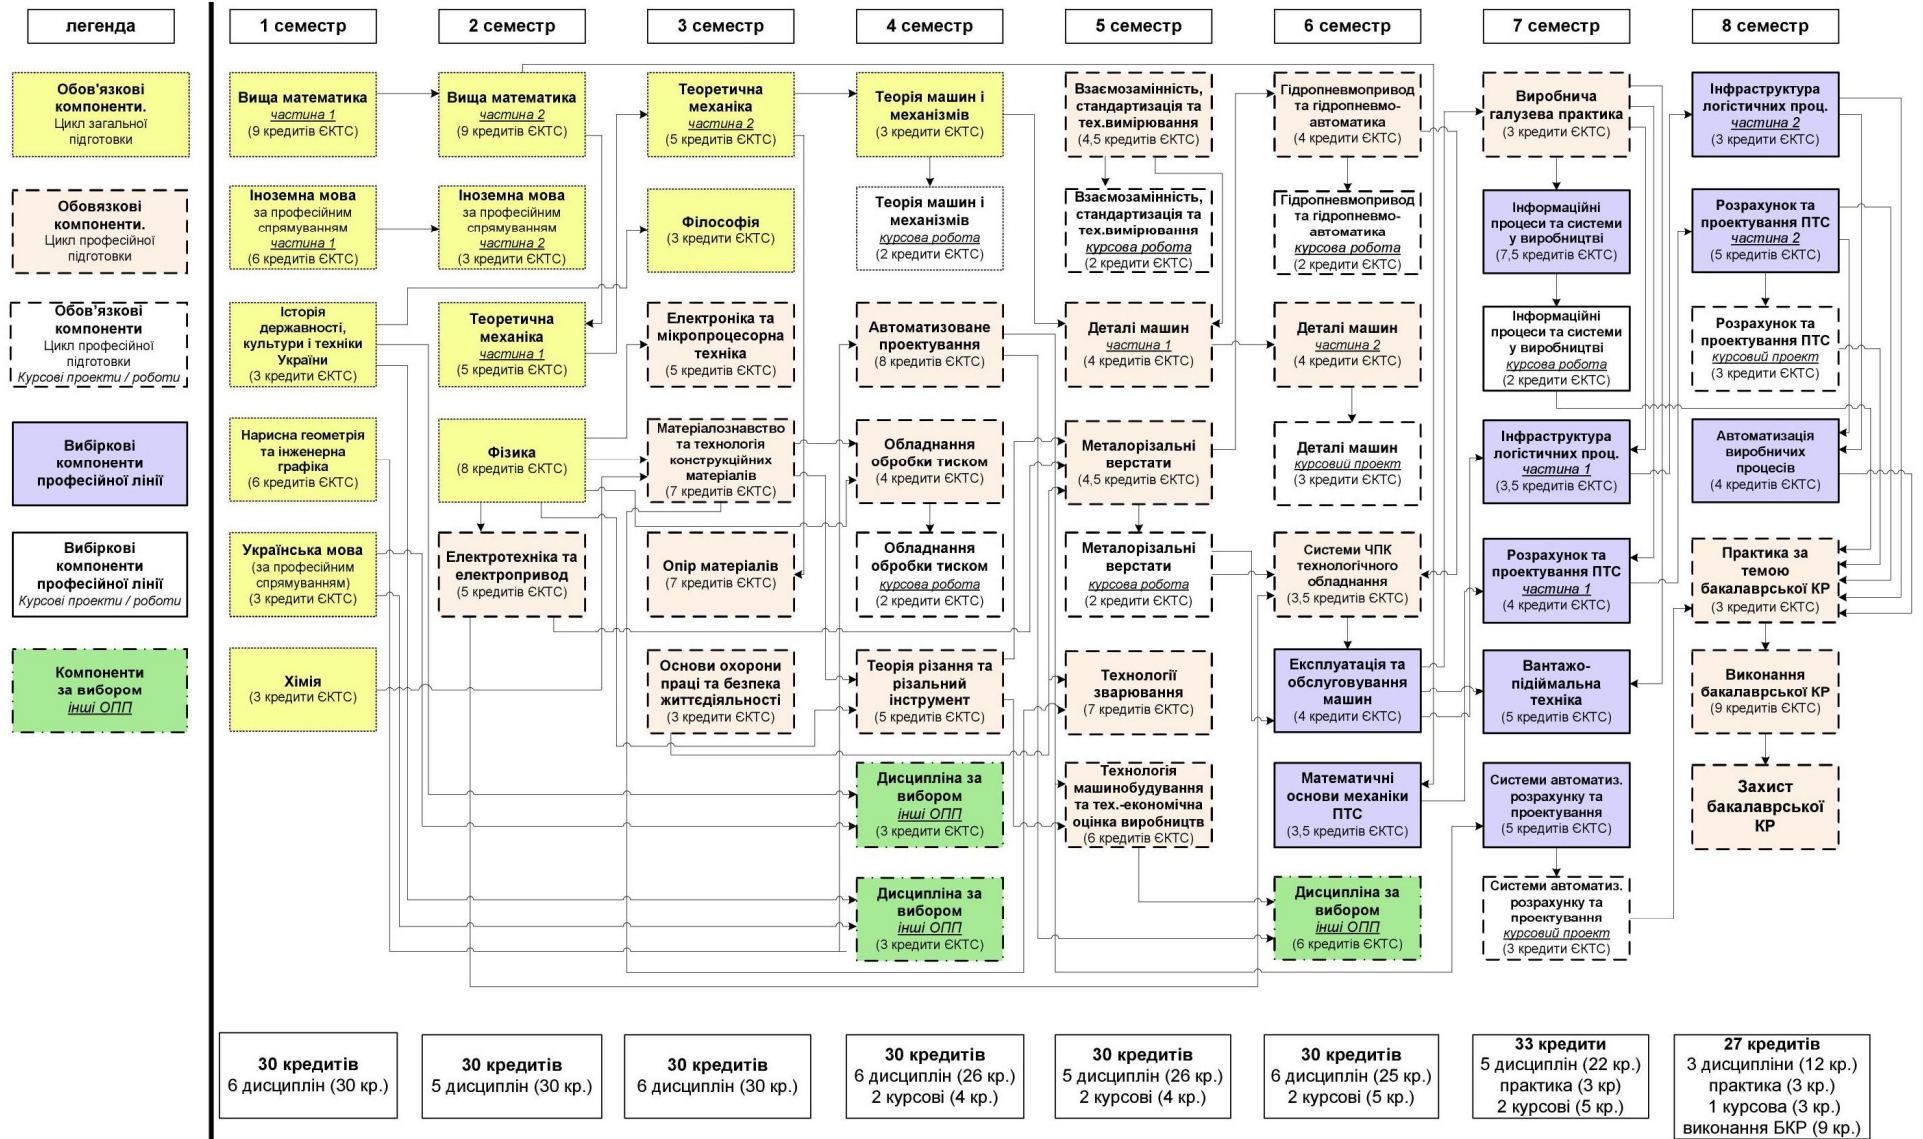 легенда
Обов'язкові
компоненти.
Цикл загальної
підготовки
Обовязкові
компоненти.
Цикл професійної
підготовки
Обов'язкові
компоненти
Цикл професійної
підготовки
Курсові проекти / роботи
Вибіркові
компоненти
професійної лінії
Вибіркові
компоненти
професійної лінії
Курсові проекти / роботи
Компоненти
за вибором
інші ОПП
1 семестр
Вища математика
частина 1
(9 кредитів ЄКТС)
Іноземна мова
за професійним
спрямуванням
частина 1
(6 кредитів ЄКТС)
Історія
державності,
культури і техніки
України
(3 кредити ЄКТС)
Нарисна геометрія
та інженерна
графіка
(6 кредитів ЄКТС)
Українська мова
(за професійним
спрямуванням)
(3 кредити ЄКТС)
Хімія
(3 кредити ЄКТС)
30 кредитів
6 дисциплін (30 кр.)
2 семестр
Вища математика
частина 2
(9 кредитів ЄКТС)
Іноземна мова
за професійним
спрямуванням
частина 2
(3 кредити ЄКТС)
Теоретична
механіка
частина 1
(5 кредитів ЄКТС)
Фізика
(8 кредитів ЄКТС)
Електротехніка та
електропривод
(5 кредитів ЄКТС)
30 кредитів
5 дисциплін (30 кр.)
3 семестр
Теоретична
механіка
частина 2
(5 кредитів ЄКТС)
Філософія
(3 кредити ЄКТС)
Електроніка та
мікропроцесорна
техніка
(5 кредитів ЄКТС)
Матеріалознавство
та технологія
конструкційних
матеріалів
(7 кредитів ЄКТС)
Опір матеріалів
(7 кредитів ЄКТС)
Основи охорони
праці та безпека
життєдіяльності
(3 кредити ЄКТС)
30 кредитів
6 дисциплін (30 кр.)
4 семестр
Теорія машин і
механізмів
(3 кредити ЄКТС)
Теорія машин і
механізмів
курсова робота
(2 кредити ЄКТС)
Автоматизоване
проектування
(8 кредитів ЄКТС)
Обладнання
обробки тиском
(4 кредити ЄКТС)
Обладнання
обробки тиском
курсова робота
(2 кредити ЄКТС)
Теорія різання та
різальний
інструмент
(5 кредитів ЄКТС)
Дисципліна за
вибором
інші ОПП
(3 кредити ЄКТС)
Дисципліна за
вибором
інші ОПП
(3 кредити ЄКТС)
30 кредитів
6 дисциплін (26 кр.)
2 курсові (4 кр.)
5 семестр
Взаємозамінність,
стандартизація та
тех.вимірювання
(4,5 кредитів ЄКТС)
Взаємозамінність,
стандартизація та
тех.вимірювання
курсова робота
(2 кредити ЄКТС)
Деталі машин
частина 1
(4 кредити ЄКТС)
Металорізальні
верстати
(4,5 кредитів ЄКТС)
Металорізальні
верстати
курсова робота
(2 кредити ЄКТС)
Технології
зварювання
(7 кредитів ЄКТС)
Технологія
машинобудування
та тех.-економічна
оцінка виробництв
(6 кредитів ЄКТС)
30 кредитів
5 дисциплін (26 кр.)
2 курсові (4 кр.)
6 семестр
Гідропневмопривод
та гідропневмо-
автоматика
(4 кредити ЄКТС)
Гідропневмопривод
та гідропневмо-
автоматика
курсова робота
(2 кредити ЄКТС)
Деталі машин
частина 2
(4 кредити ЄКТС)
Деталі машин
курсовий проект
(3 кредити ЄКТС)
Системи ЧПК
технологічного
обладнання
(3,5 кредитів ЄКТС)
Експлуатація та
обслуговування
машин
(4 кредити ЄКТС)
Математичні
основи механіки
ПТС
(3,5 кредитів ЄКТС)
Дисципліна за
вибором
інші ОПП
(6 кредитів ЄКТС)
30 кредитів
6 дисциплін (25 кр.)
2 курсові (5 кр.)
7 семестр
Виробнича
галузева практика
(3 кредити ЄКТС)
Інформаційні
процеси та системи
у виробництві
(7,5 кредитів ЄКТС)
Інформаційні
процеси та системи
у виробництві
курсова робота
(2 кредити ЄКТС)
Інфраструктура
логістичних проц.
частина 1
(3,5 кредитів ЄКТС)
Розрахунок та
проектування ПТС
частина 1
(4 кредити ЄКТС)
Вантажо-
підіймальна
техніка
(5 кредитів ЄКТС)
Системи автоматиз.
розрахунку та
проектування
(5 кредитів ЄКТС)
Системи автоматиз.
розрахунку та
проектування
курсовий проект
(3 кредити ЄКТС)
33 кредити
5 дисциплін (22 кр.)
практика (3 кр)
2 курсові (5 кр.)
8 семестр
Інфраструктура
логістичних проц.
частина 2
(3 кредити ЄКТС)
Розрахунок та
проектування ПТС
частина 2
(5 кредитів ЄКТС)
Розрахунок та
проектування ПТС
курсовий проект
(3 кредити ЄКТС)
Автоматизація
виробничих
процесів
(4 кредити ЄКТС)
Практика за
темою
бакалаврської КР
(3 кредити ЄКТС)
Виконання
бакалаврської КР
(9 кредитів ЄКТС)
Захист
бакалаврської
КР
27 кредитів
3 дисципліни (12 кр.)
практика (3 кр.)
1 курсова (3 кр.)
виконання БКР (9 кр.)